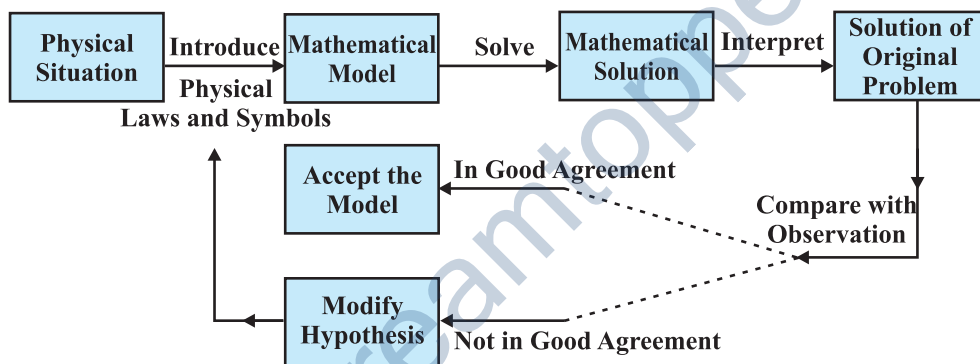 Physical
Situation
Introduce
Physical
Laws and Symbols
Mathematical
Model
Solve
Mathematical
Solution
Interpret
Solution of
Original
Problem
Compare with
Observation
In Good Agreement
Accept the
Model
Not in Good Agreement
Modify
Hypothesis
reamtoppe